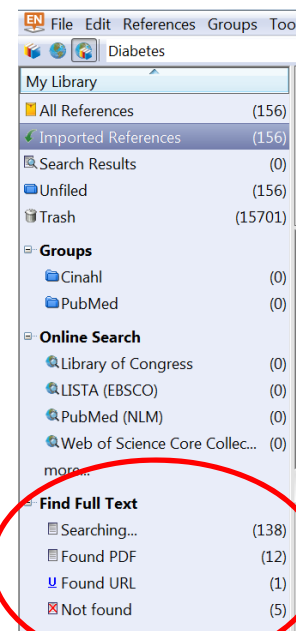 EN File Edit References Groups Too
Diabetes
My Library
All References (156)
Imported References (156)
Search Results (0)
Unfiled (156)
Trash (15701)
Groups
Cinahl (0)
PubMed (0)
Online Search
Library of Congress (0)
LISTA (EBSCO) (0)
PubMed (NLM) (0)
Web of Science Core Collec... (0)
more...
Find Full Text
Searching... (138)
Found PDF (12)
U Found URL (1)
Not found (5)